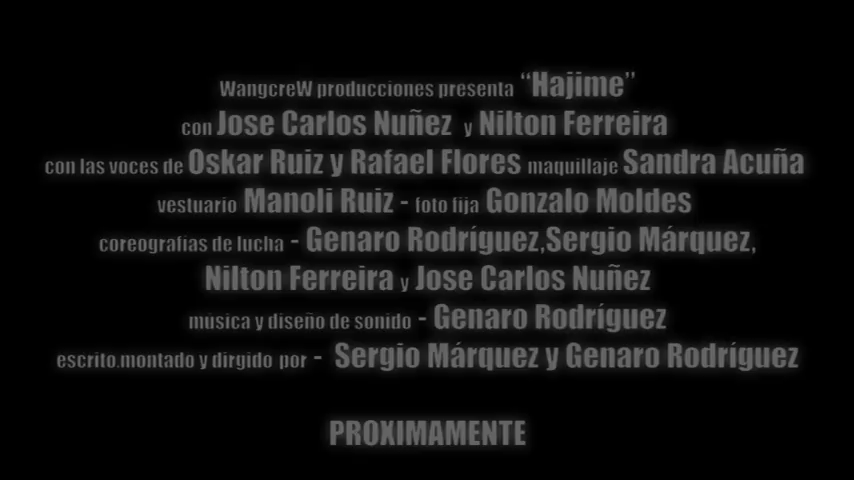 WangcreW producciones presenta “Hajime”
con Jose Carlos Nuñez y Nilton Ferreira
con las voces de Oskar Ruiz y Rafael Flores maquillaje Sandra Acuña
vestuario Manoli Ruiz - foto fija Gonzalo Moldes
coreografias de lucha - Genaro Rodríguez,Sergio Márquez,
Nilton Ferreira y Jose Carlos Nuñez
música y diseño de sonido - Genaro Rodríguez
escrito.montado y dirgido por - Sergio Márquez y Genaro Rodríguez
PROXIMAMENTE